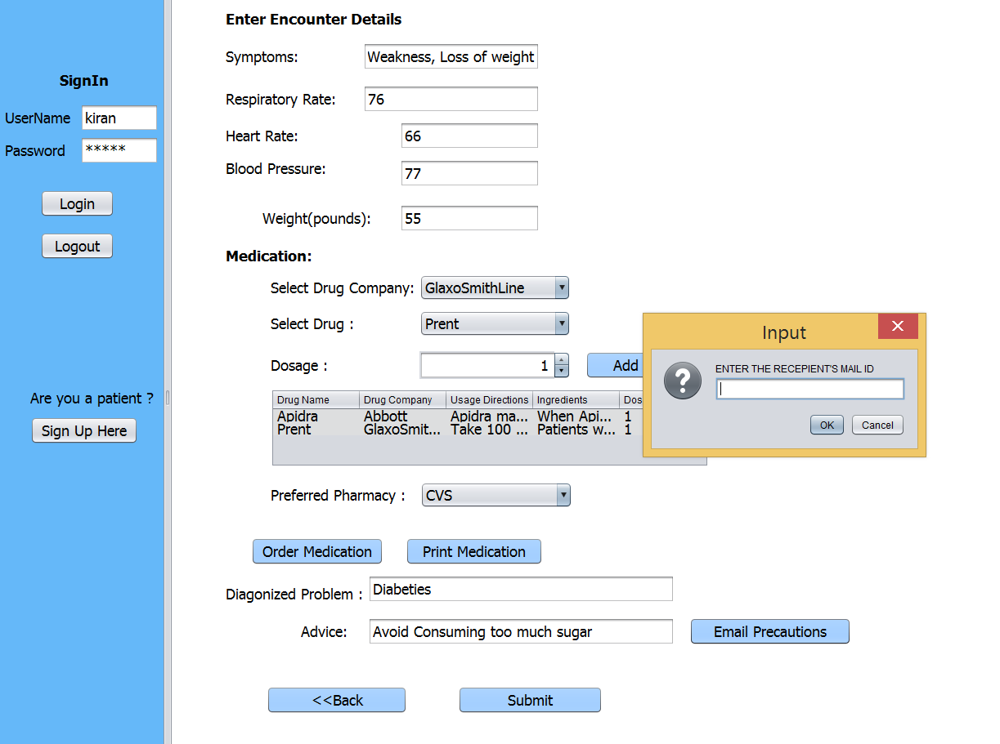 SignIn
UserName kiran
Password *****
Login
Logout
Are you a patient ?
Sign Up Here
Enter Encounter Details
Symptoms: Weakness, Loss of weight
Respiratory Rate: 76
Heart Rate: 66
Blood Pressure: 77
Weight(pounds): 55
Medication:
Select Drug Company: GlaxoSmithLine
Select Drug : Prent
Dosage : 1 Add
Drug Name Drug Company Usage Directions Ingredients Dos
Apidra Abbott Apidra ma... When Api... 1
Prent GlaxoSmit... Take 100 ... Patients w... 1
Preferred Pharmacy : CVS
Order Medication Print Medication
Diagonized Problem : Diabeties
Advice: Avoid Consuming too much sugar Email Precautions
<<Back Submit
Input
X
?
ENTER THE RECEPIENT'S MAIL ID
OK Cancel